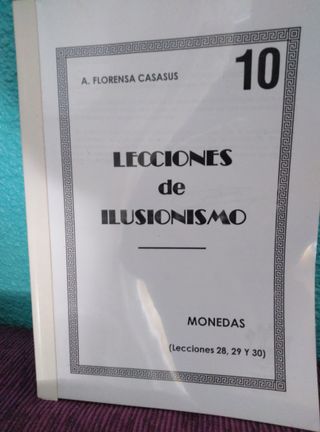 A. FLORENSA CASASUS
10
LECCIONES
de
ILUSIONISMO
MONEDAS
(Lecciones 28, 29 Y 30)